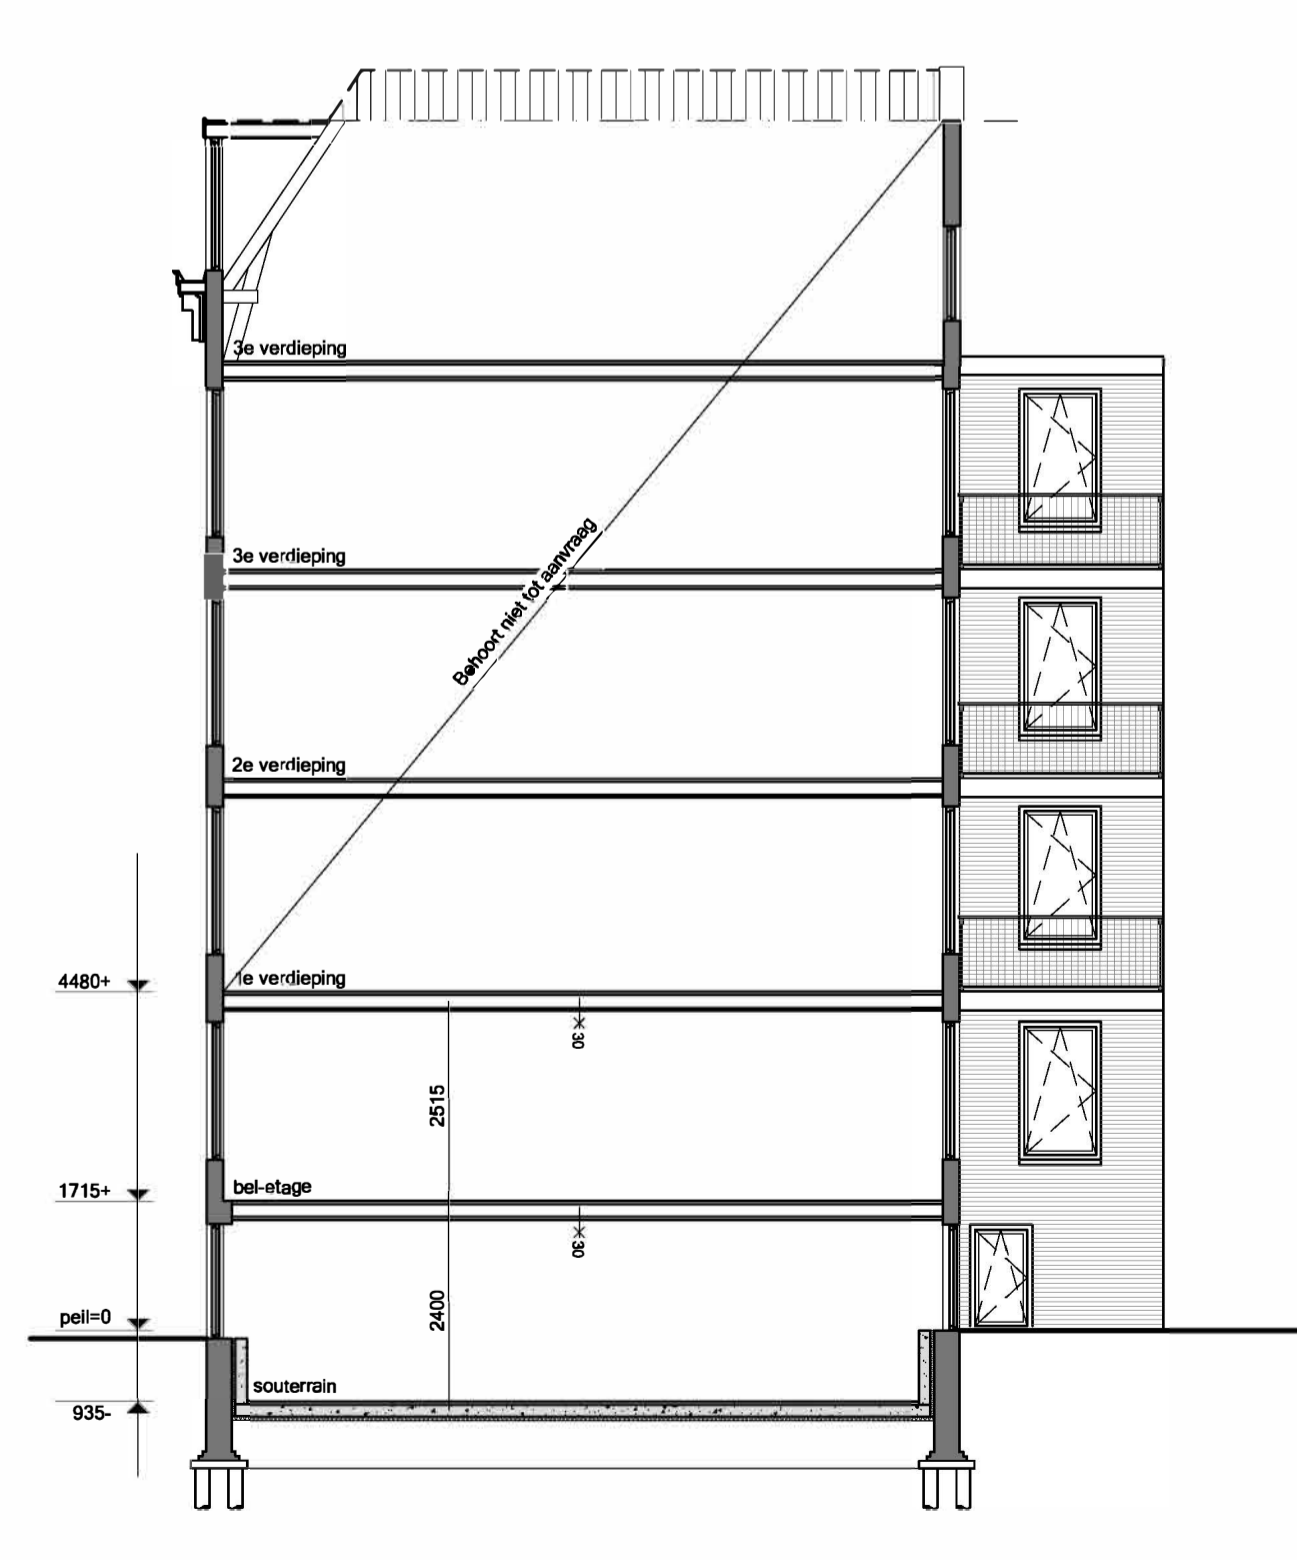 3e verdieping
3e verdieping
Behoort niet tot aanvraag
2e verdieping
1e verdieping
4480+
30
2515
bel-etage
1715+
30
2400
peil=0
souterrain
935-